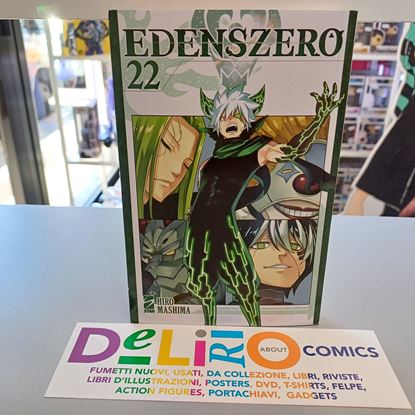 EDENSZERO
22
STAR
HIRO
MASHIMA
DeLiRiO ABOUT COMICS
FUMETTI NUOVI, USATI, DA COLLEZIONE, LIBRI, RIVISTE,
LIBRI D'ILLUSTRAZIONI, POSTERS, DVD, T-SHIRTS, FELPE,
ACTION FIGURES, PORTACHIAVI, GADGETS